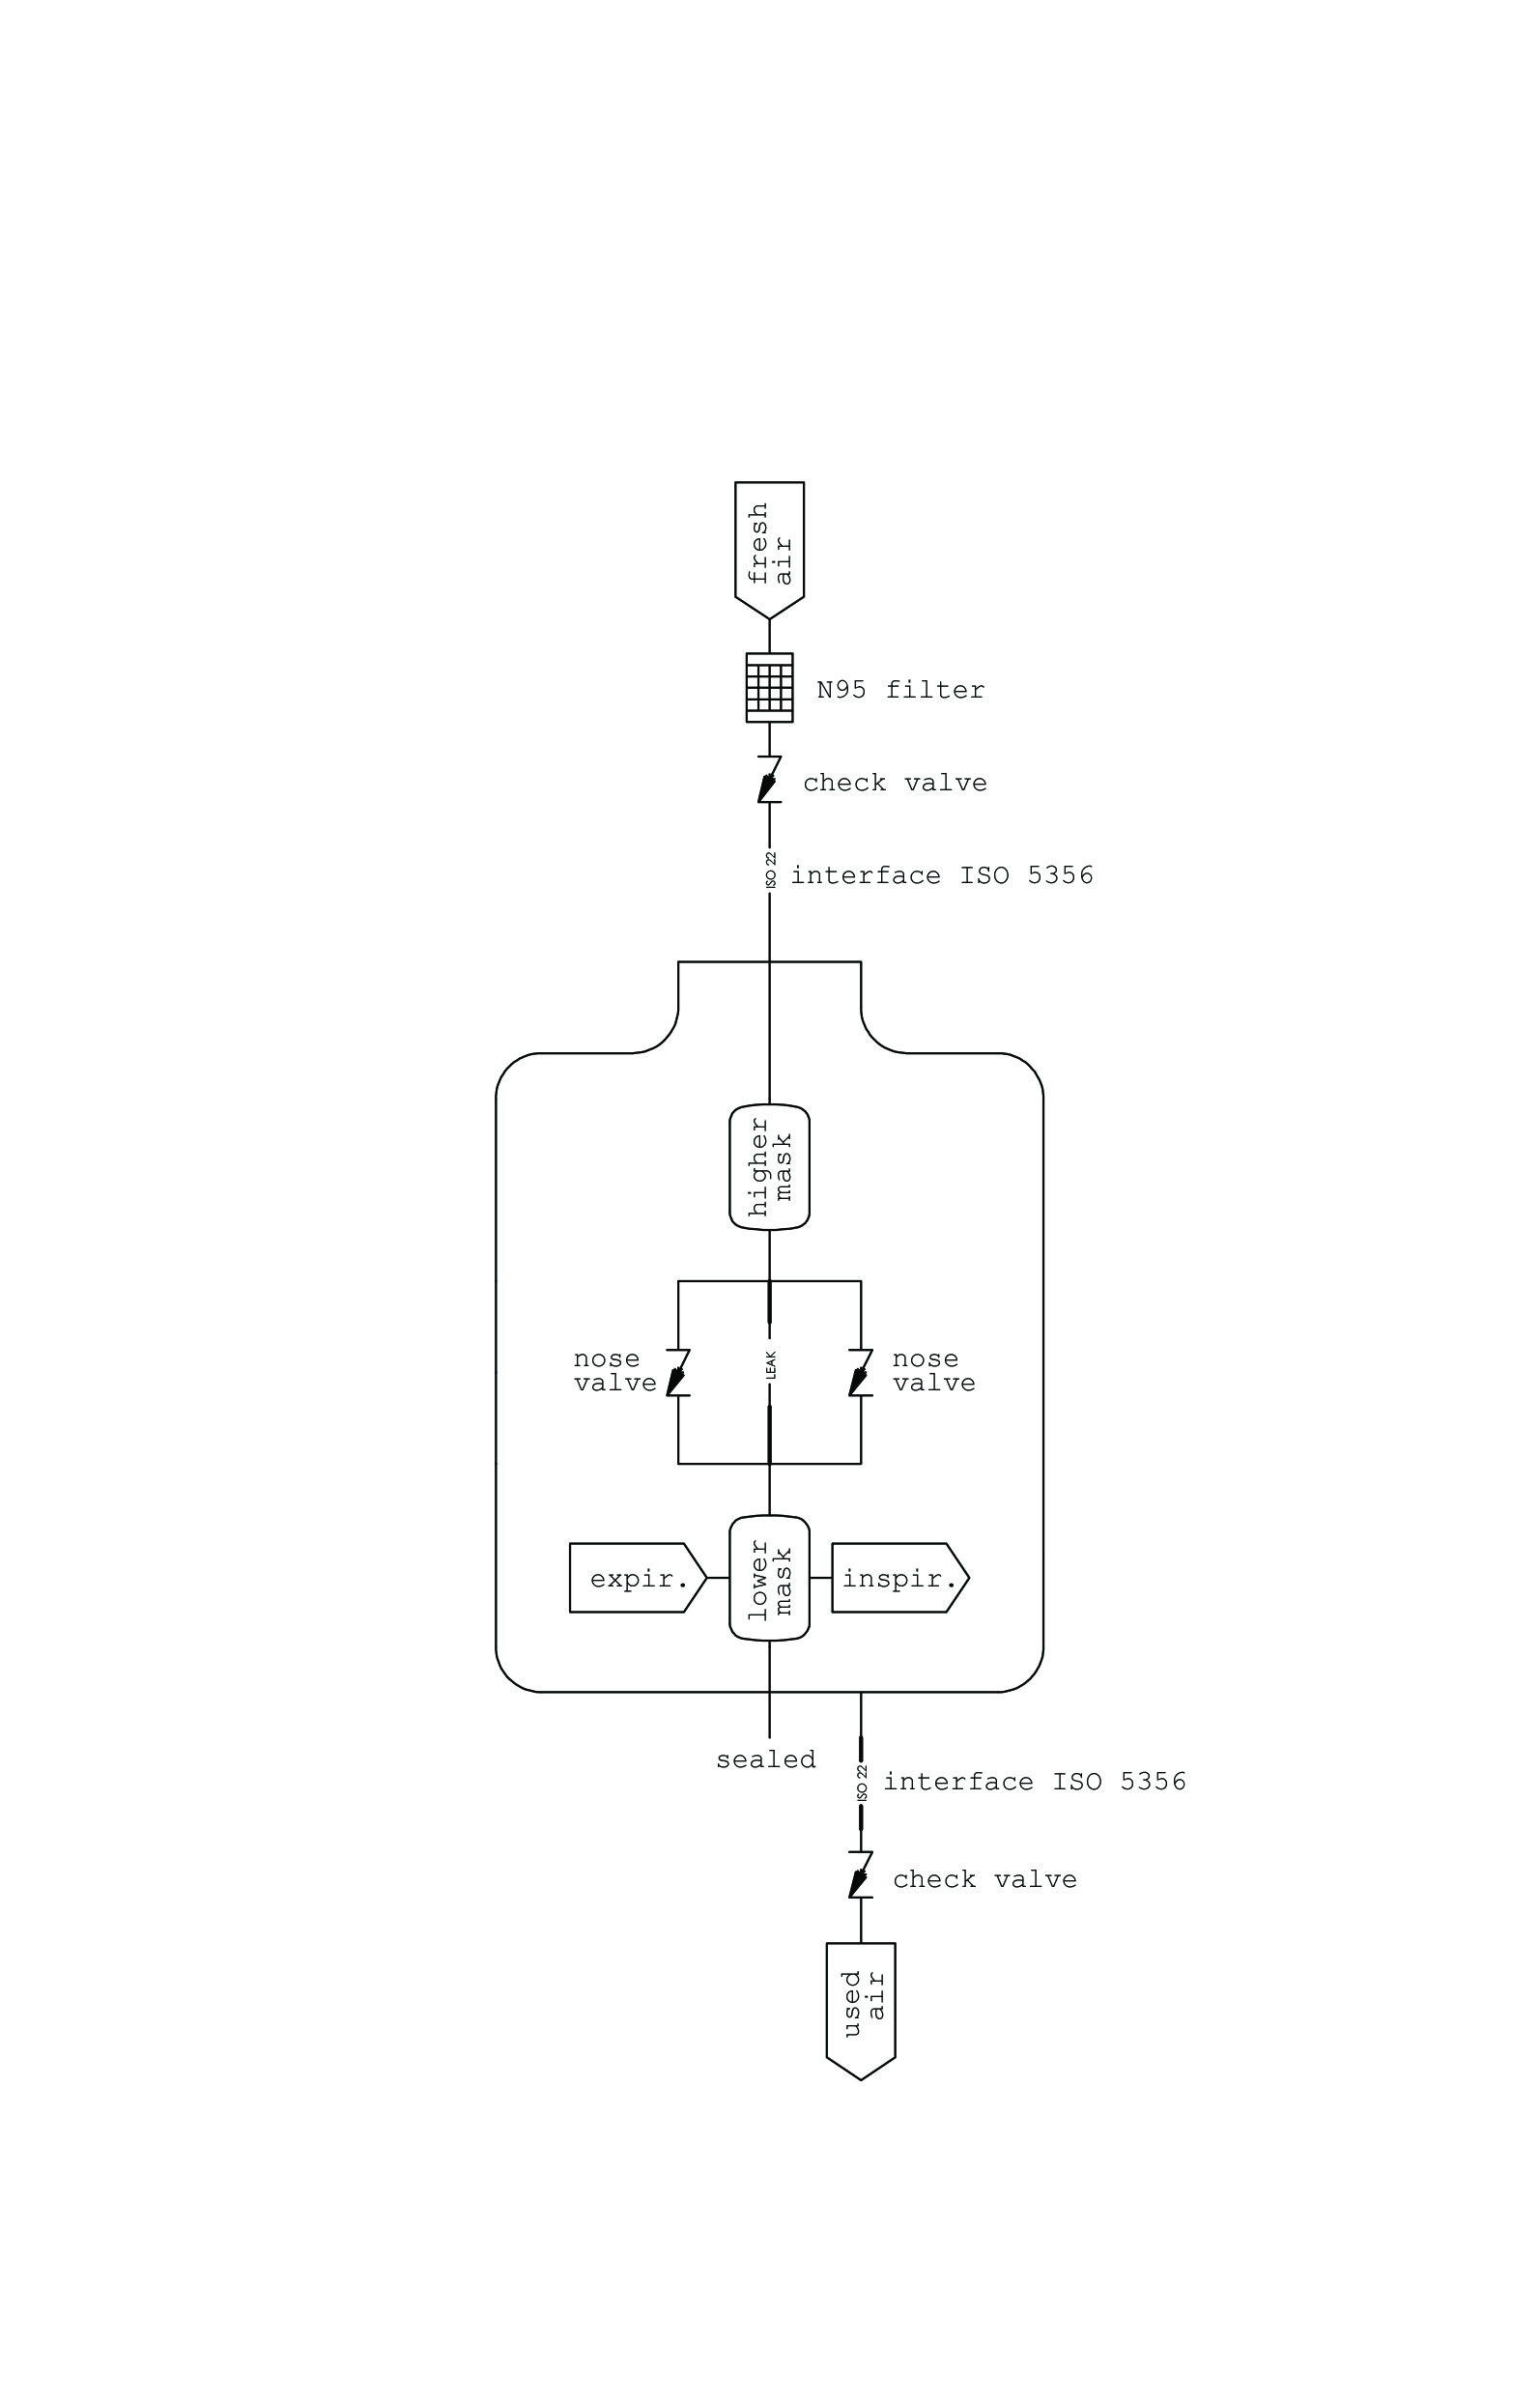 fresh
air
N95 filter
check valve
ISO 22
interface ISO 5356
higher
mask
nose
valve
LEAK
nose
valve
expir.
lower
mask
inspir.
sealed
ISO 22
interface ISO 5356
check valve
used
air